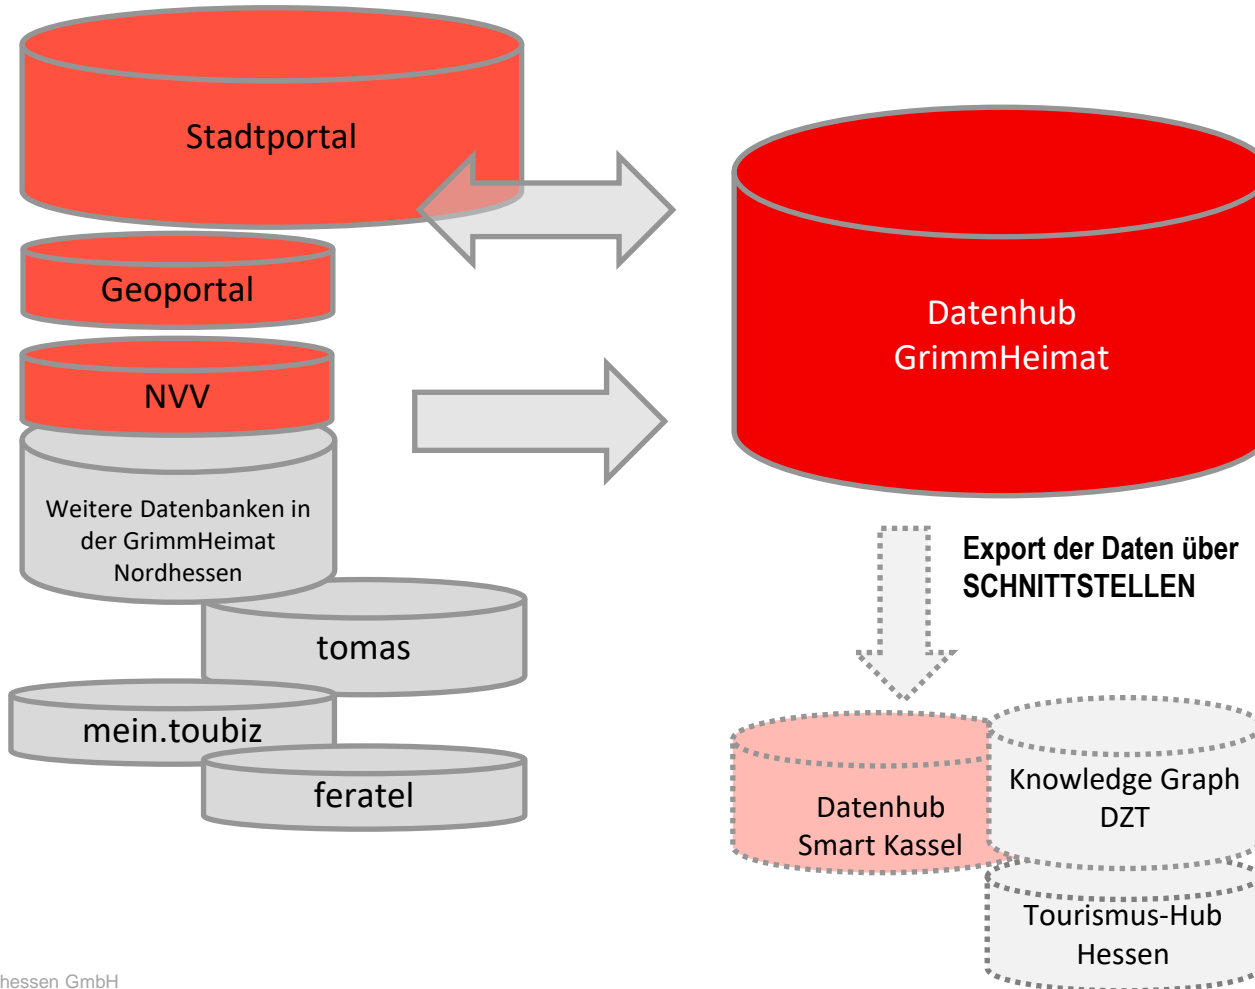 Stadtportal
Geoportal
NVV
Weitere Datenbanken in
der GrimmHeimat
Nordhessen
tomas
mein.toubiz
feratel
Datenhub
GrimmHeimat
Export der Daten über
SCHNITTSTELLEN
Datenhub
Smart Kassel
Knowledge Graph
DZT
Tourismus-Hub
Hessen
hessen GmbH